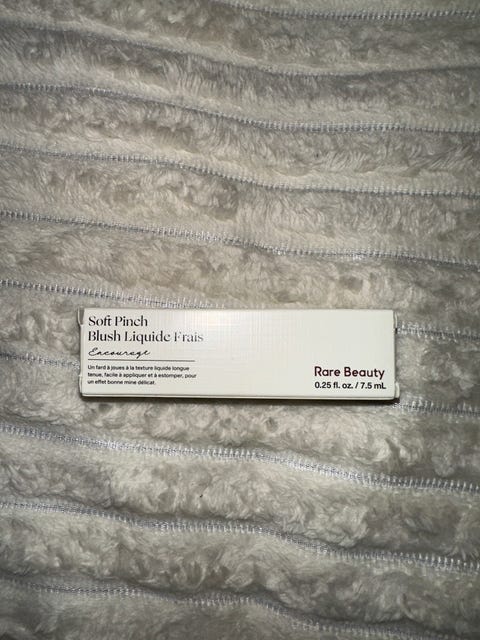 Soft Pinch
Blush Liquide Frais
Encourage
Un fard à joues à la texture liquide longue
tenue, facile à appliquer et à estomper, pour
un effet bonne mine délicat.
Rare Beauty
0.25 fl. oz. / 7.5 mL